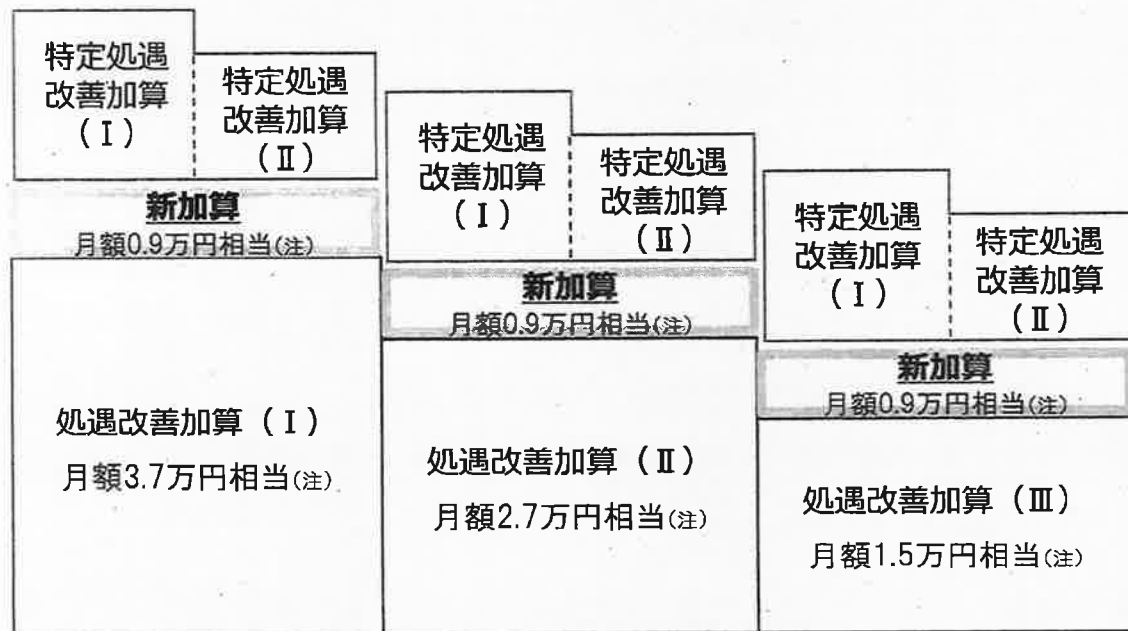 特定処遇
改善加算
(Ⅰ)
特定処遇
改善加算
(Ⅱ)
新加算
月額0.9万円相当(注)
処遇改善加算(Ⅰ)
月額3.7万円相当(注)
特定処遇
改善加算
(Ⅰ)
特定処遇
改善加算
(Ⅱ)
新加算
月額0.9万円相当(注)
処遇改善加算(Ⅱ)
月額2.7万円相当(注)
特定処遇
改善加算
(Ⅰ)
特定処遇
改善加算
(Ⅱ)
新加算
月額0.9万円相当(注)
処遇改善加算(Ⅲ)
月額1.5万円相当(注)